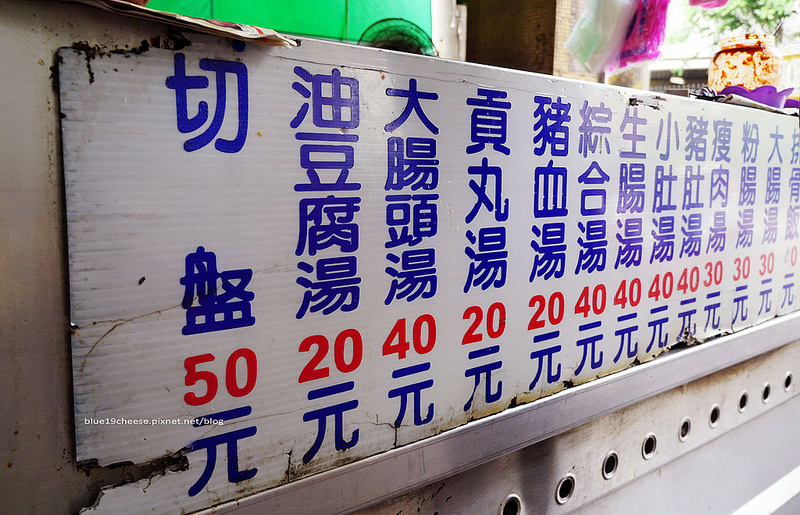 骨飯
大腸湯30元
粉腸湯30元
瘦肉湯30元
豬肚湯40元
小肚湯40元
生腸湯40元
綜合湯40元
豬血湯20元
貢丸湯20元
大腸頭湯40元
油豆腐湯20元
切盤50元
blue19cheese.pixnet.net/blog